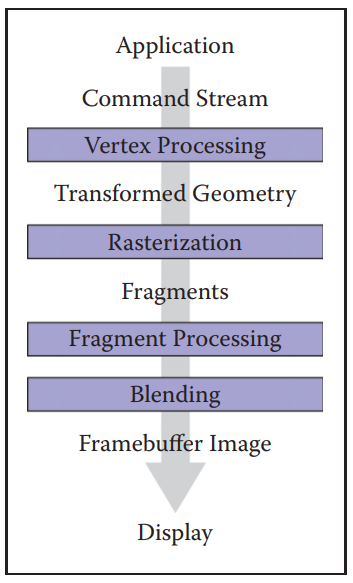 Application
Command Stream
Vertex Processing
Transformed Geometry
Rasterization
Fragments
Fragment Processing
Blending
Framebuffer Image
Display